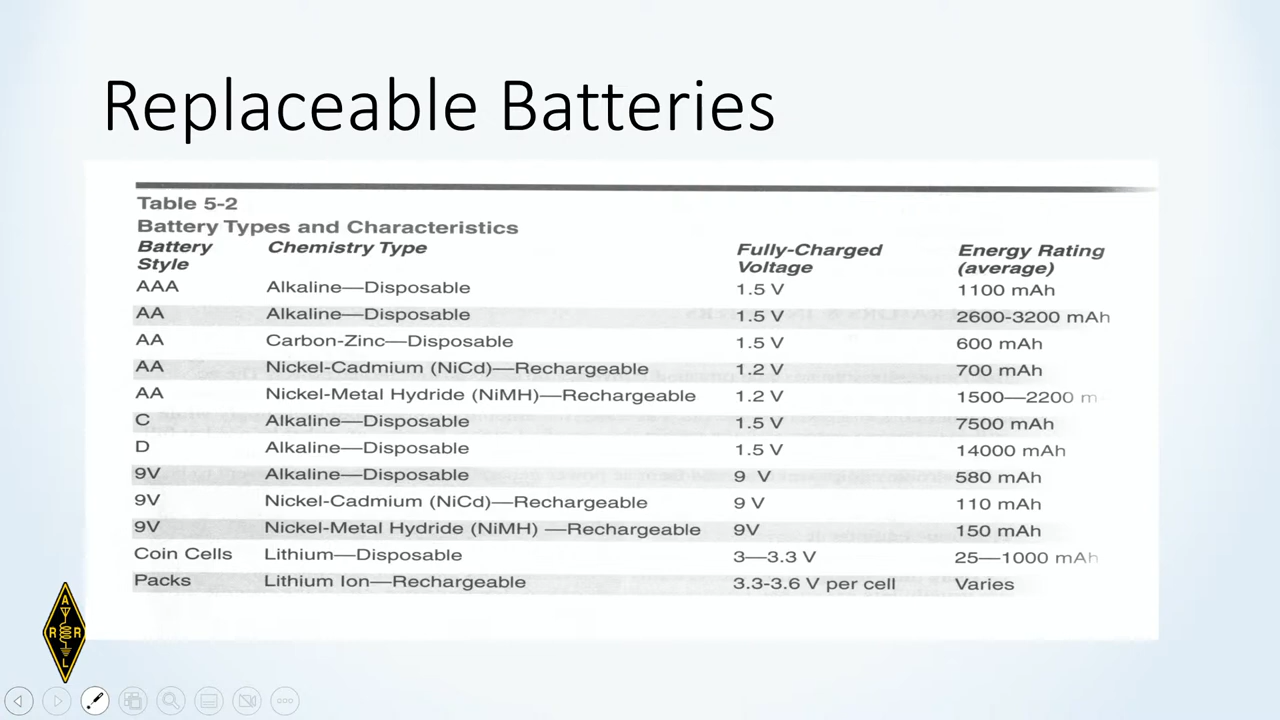 Replaceable Batteries
Table 5-2
Battery Types and Characteristics
Battery Style Chemistry Type Fully-Charged Voltage Energy Rating (average)
AAA Alkaline—Disposable 1.5 V 1100 mAh
AA Alkaline—Disposable 1.5 V 2600-3200 mAh
AA Carbon-Zinc—Disposable 1.5 V 600 mAh
AA Nickel-Cadmium (NiCd)—Rechargeable 1.2 V 700 mAh
AA Nickel-Metal Hydride (NiMH)—Rechargeable 1.2 V 1500—2200 m
C Alkaline—Disposable 1.5 V 7500 mAh
D Alkaline—Disposable 1.5 V 14000 mAh
9V Alkaline—Disposable 9 V 580 mAh
9V Nickel-Cadmium (NiCd)—Rechargeable 9 V 110 mAh
9V Nickel-Metal Hydride (NiMH) —Rechargeable 9V 150 mAh
Coin Cells Lithium—Disposable 3—3.3 V 25—1000 mAh
Packs Lithium Ion—Rechargeable 3.3-3.6 V per cell Varies
A
R R
L